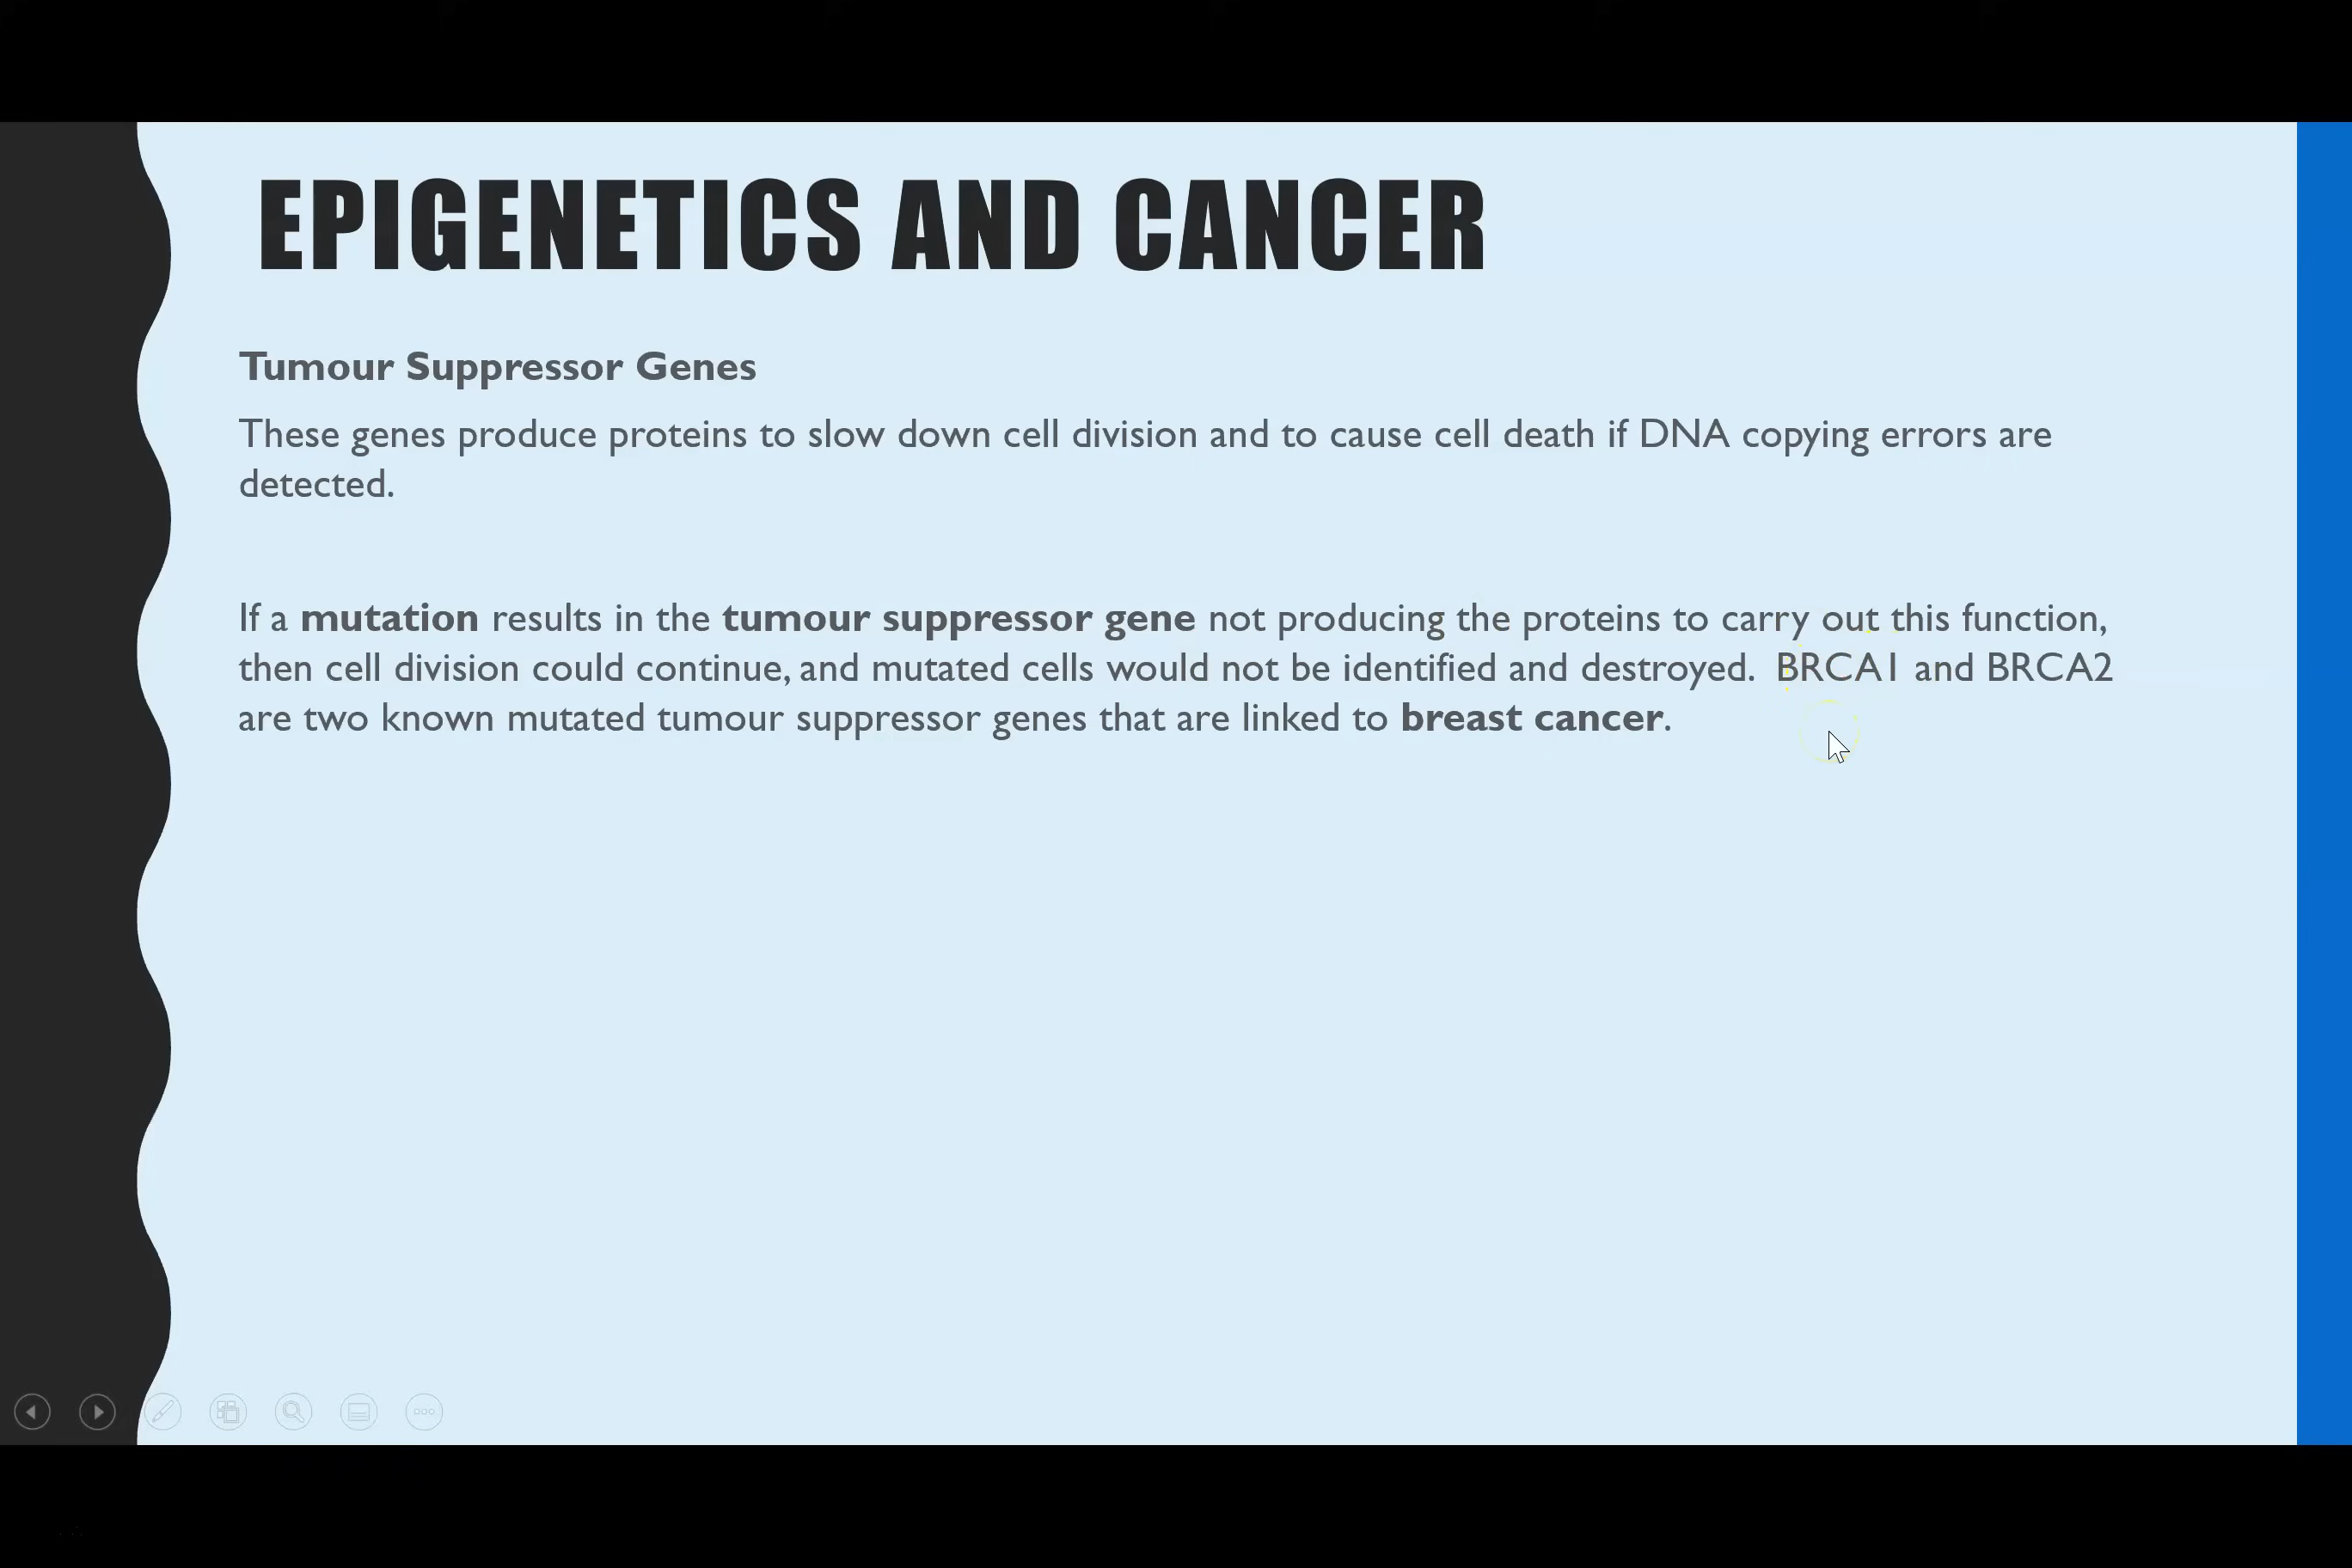 EPIGENETICS AND CANCER
Tumour Suppressor Genes
These genes produce proteins to slow down cell division and to cause cell death if DNA copying errors are
detected.
If a mutation results in the tumour suppressor gene not producing the proteins to carry out this function,
then cell division could continue, and mutated cells would not be identified and destroyed. BRCA1 and BRCA2
are two known mutated tumour suppressor genes that are linked to breast cancer.